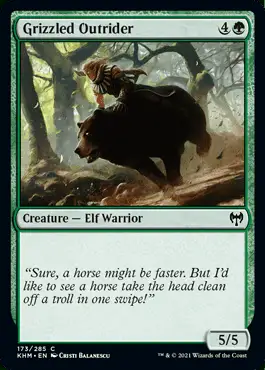 Grizzled Outrider 4
Creature — Elf Warrior
“Sure, a horse might be faster. But I’d
like to see a horse take the head clean
off a troll in one swipe!”
5/5
173/285 C
KHM • EN CRISTI BALANESCU
™ & © 2021 Wizards of the Coast